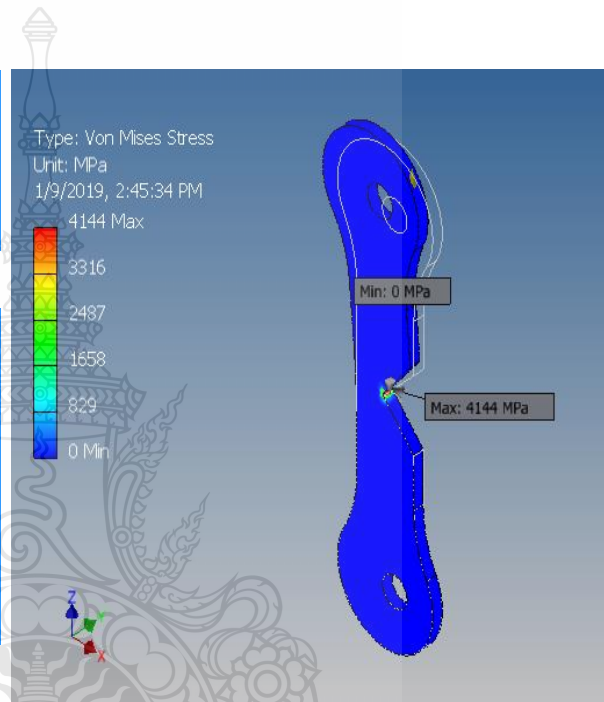 Type: Von Mises Stress
Unit: MPa
1/9/2019, 2:45:34 PM
4144 Max
3316
2487
1658
829
0 Min
Min: 0 MPa
Max: 4144 MPa
Z
Y
X